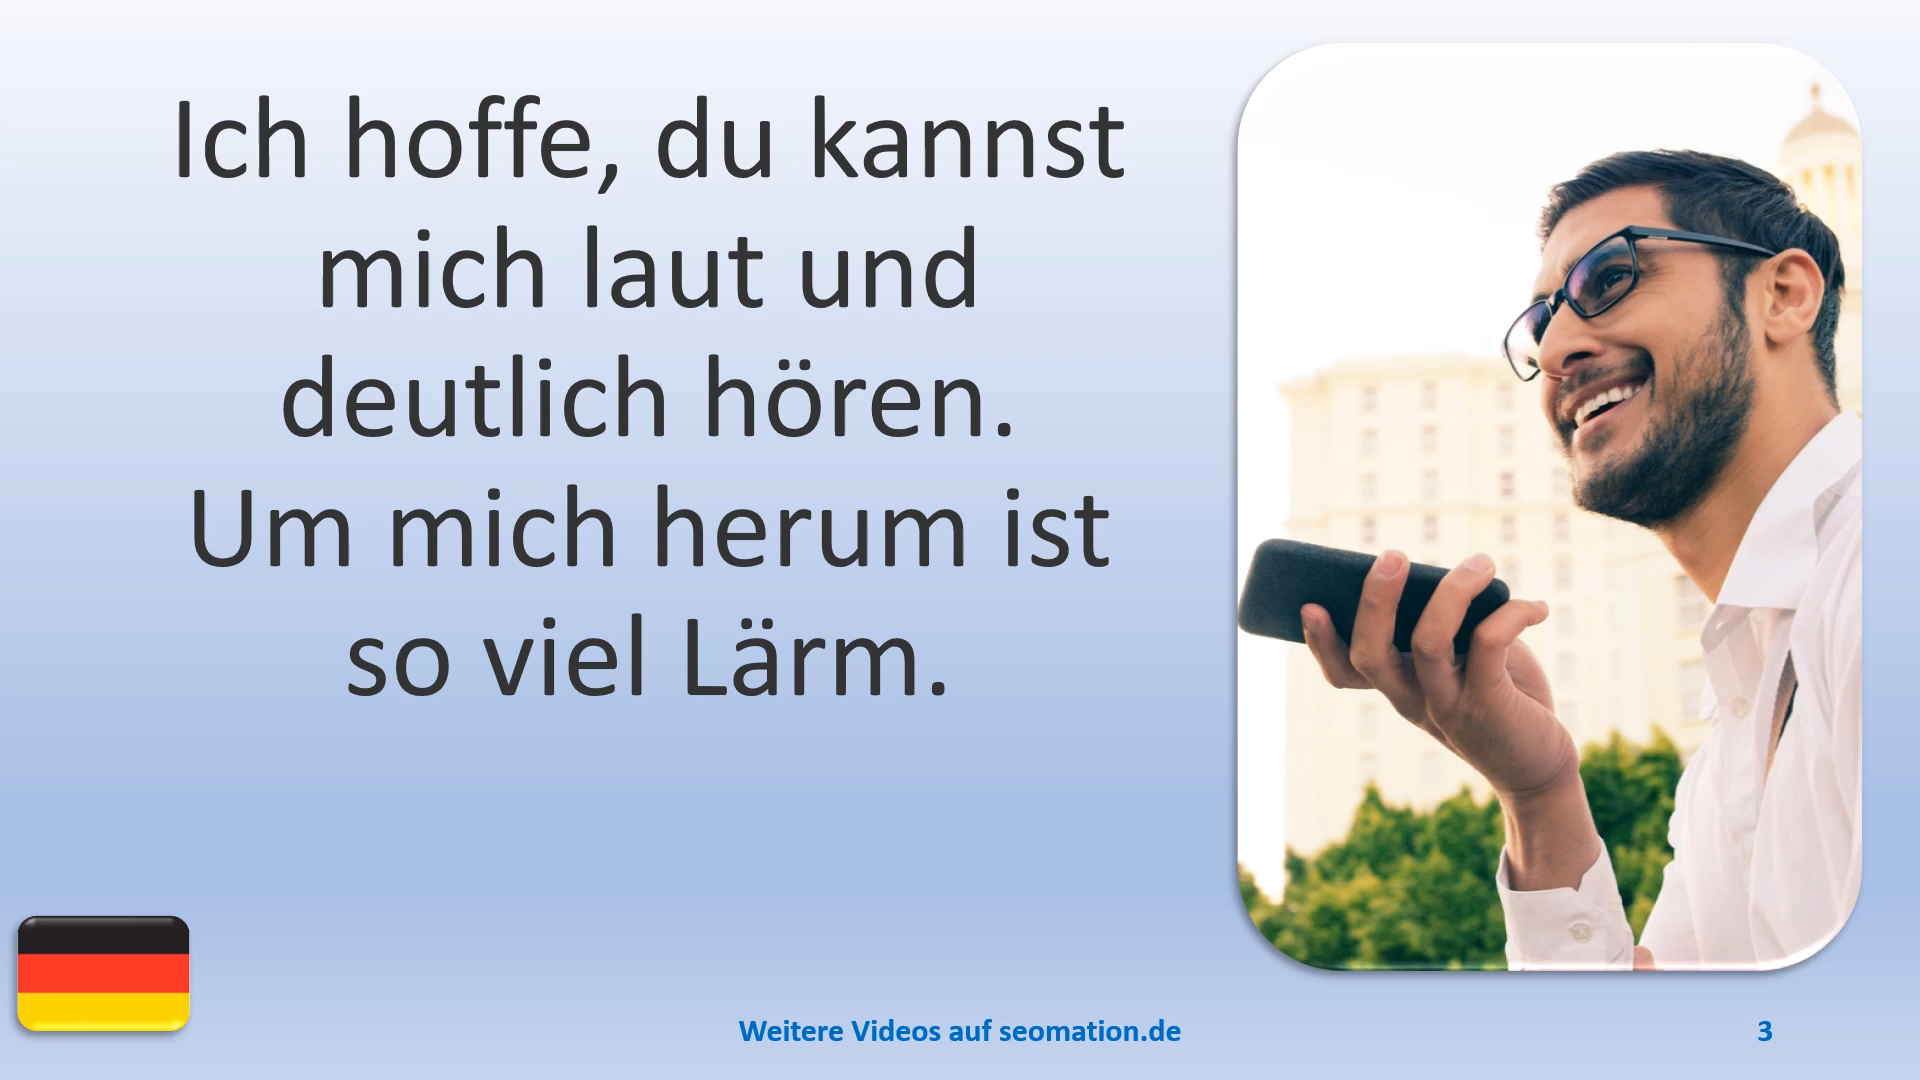 Ich hoffe, du kannst
mich laut und
deutlich hören.
Um mich herum ist
so viel Lärm.
Weitere Videos auf seomation.de
3